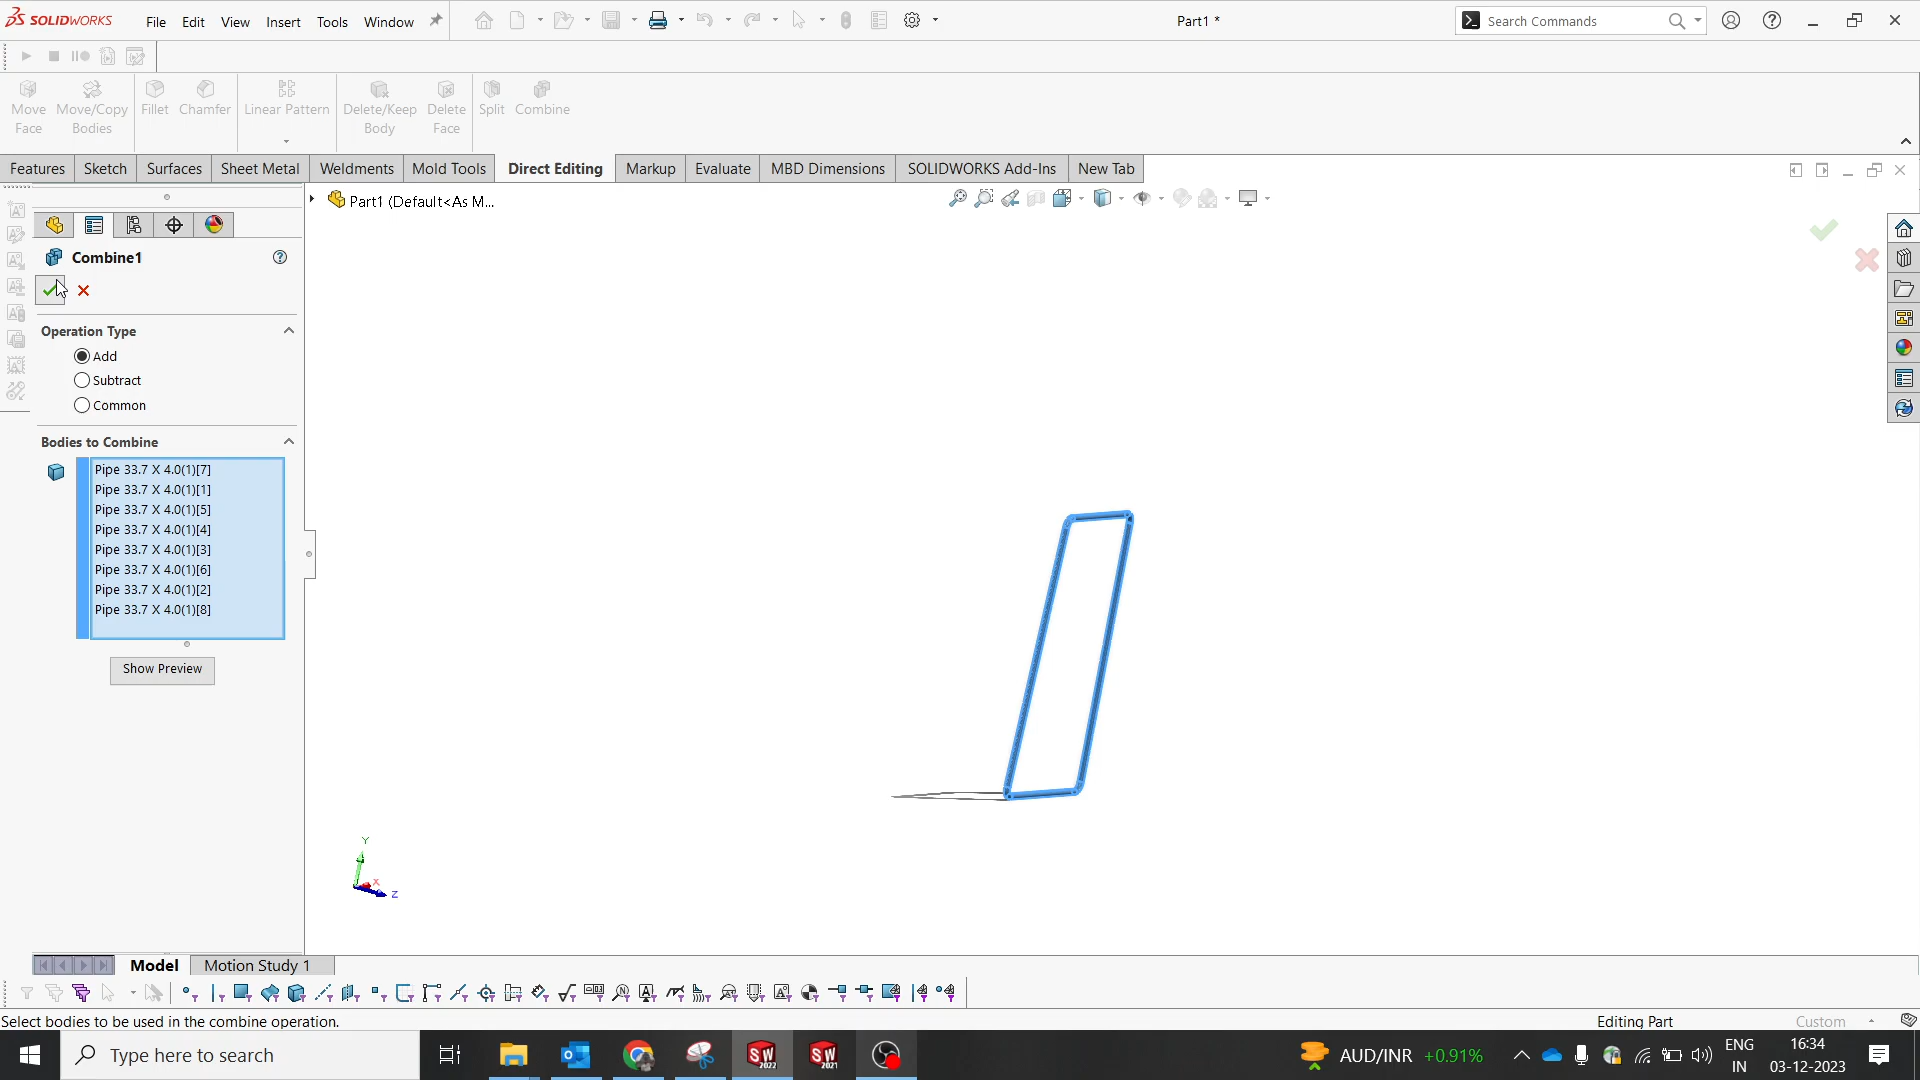 SOLIDWORKS
File Edit View Insert Tools Window
Part1 *
Search Commands
Move Face
Move/Copy Bodies
Fillet
Chamfer
Linear Pattern
Delete/Keep Body
Delete Face
Split
Combine
Features Sketch Surfaces Sheet Metal Weldments Mold Tools Direct Editing Markup Evaluate MBD Dimensions SOLIDWORKS Add-Ins New Tab
Part1 (Default<As M...
Combine1
Operation Type
Add
Subtract
Common
Bodies to Combine
Pipe 33.7 X 4.0(1)[7]
Pipe 33.7 X 4.0(1)[1]
Pipe 33.7 X 4.0(1)[5]
Pipe 33.7 X 4.0(1)[4]
Pipe 33.7 X 4.0(1)[3]
Pipe 33.7 X 4.0(1)[6]
Pipe 33.7 X 4.0(1)[2]
Pipe 33.7 X 4.0(1)[8]
Show Preview
Y
X
Z
Model Motion Study 1
Select bodies to be used in the combine operation.
Editing Part
Custom
Type here to search
SW 2022
SW 2021
AUD/INR +0.91%
ENG
IN
16:34
03-12-2023